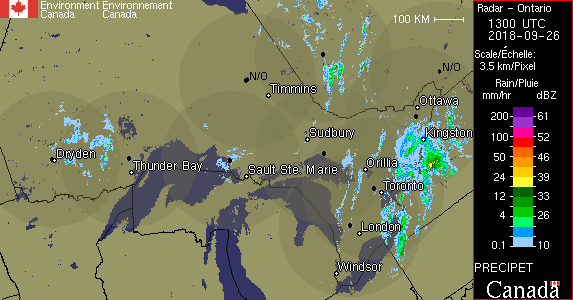 Environment Environnement
Canada Canada
100 KM
N/O
N/O
Timmins
Ottawa
Sudbury
Kingston
Dryden
Thunder Bay
Sault Ste. Marie
Orillia
Toronto
London
Windsor
Radar - Ontario
1300 UTC
2018-09-26
Scale/Échelle:
3.5 km/Pixel
Rain/Pluie
mm/hr dBZ
200 61
100 52
50 46
24 39
12 33
4 26
0.1 10
PRECIPET
Canada